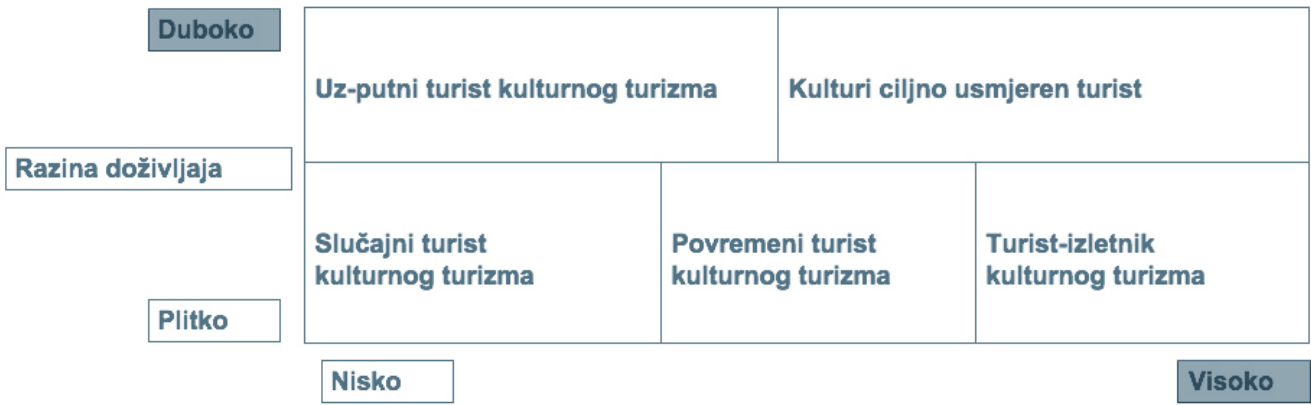 Duboko
Uz-putni turist kulturnog turizma
Kulturi ciljno usmjeren turist
Razina doživljaja
Slučajni turist
kulturnog turizma
Povremeni turist
kulturnog turizma
Turist-izletnik
kulturnog turizma
Plitko
Nisko
Visoko